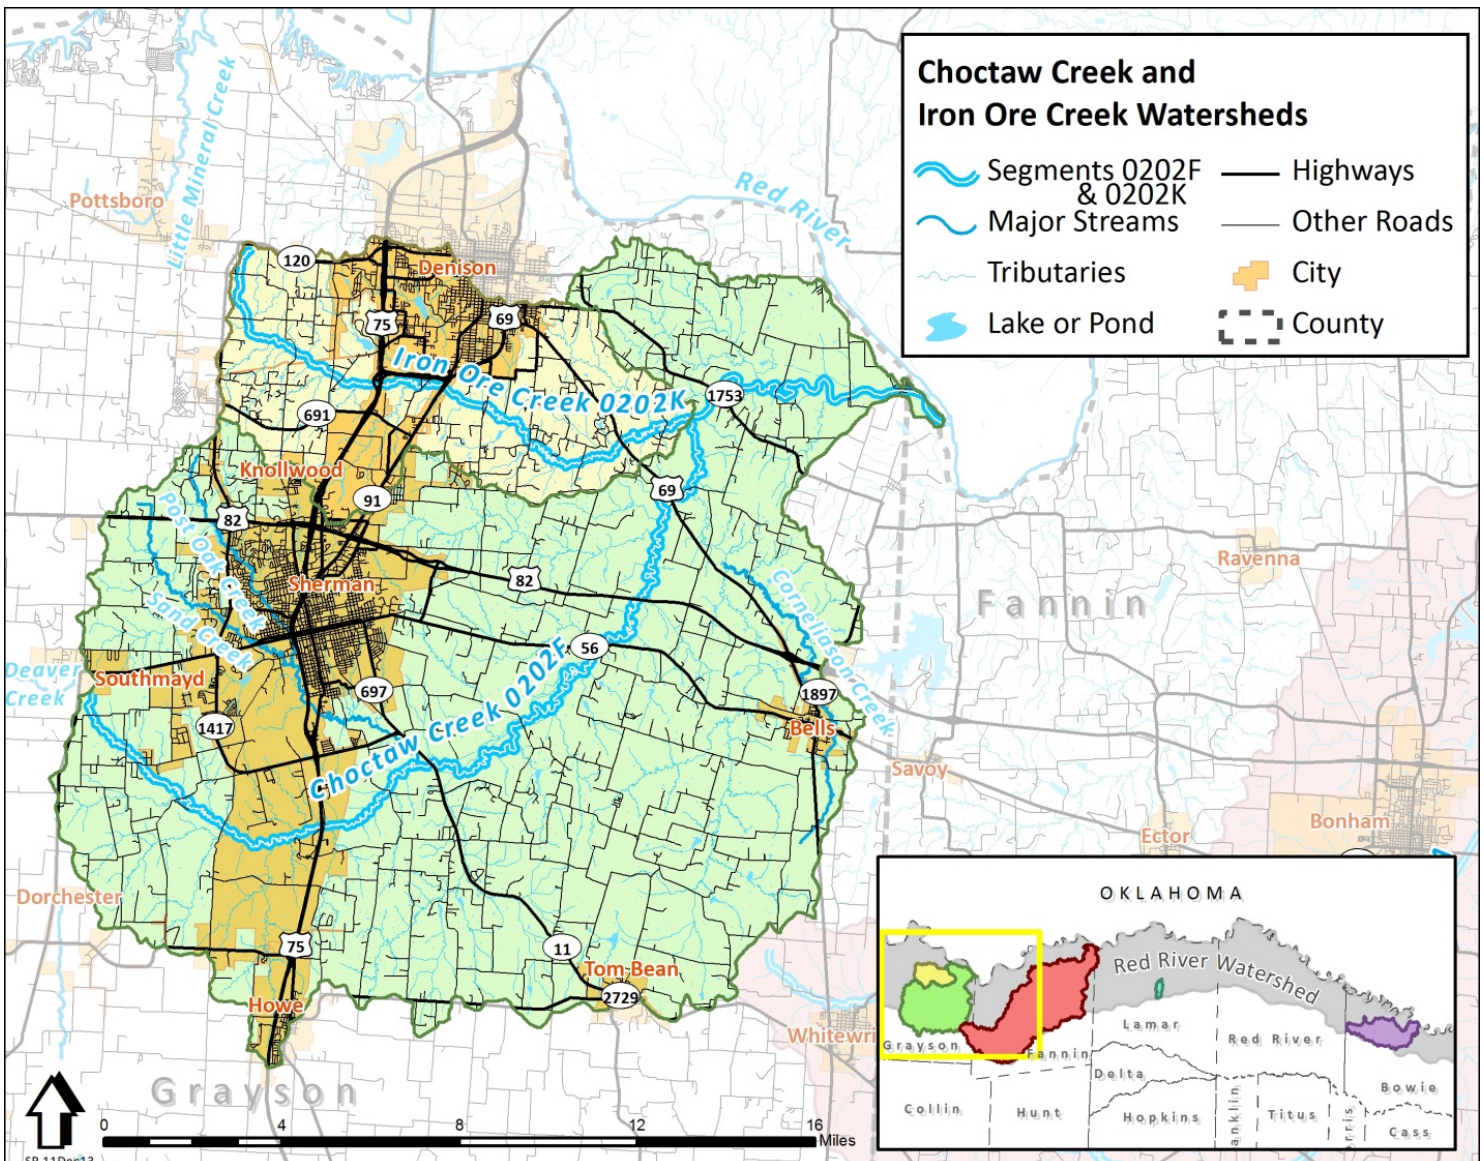 Choctaw Creek and
Iron Ore Creek Watersheds
Segments 0202F
& 0202K
Highways
Major Streams
Other Roads
Tributaries
City
Lake or Pond
County
Little Mineral Creek
Pottsboro
Red River
120
Denison
75
69
Iron Ore Creek 0202K
1753
691
Knollwood
91
69
82
Post Oak Creek
Ravenna
Sherman
82
Corneliason Creek
Fannin
Sand Creek
56
Deaver
Creek
Southmayd
697
1897
1417
Choctaw Creek 0202F
Bells
Savoy
Ector
Bonham
Dorchester
75
11
Tom Bean
2729
Howe
Whitewri
Grayson
0 4 8 12 16
Miles
SR 11Dec13
OKLAHOMA
Red River Watershed
Grayson
Fannin
Lamar
Red River
Delta
Bowie
Collin
Hunt
Hopkins
anklin
Titus
orris
Cass